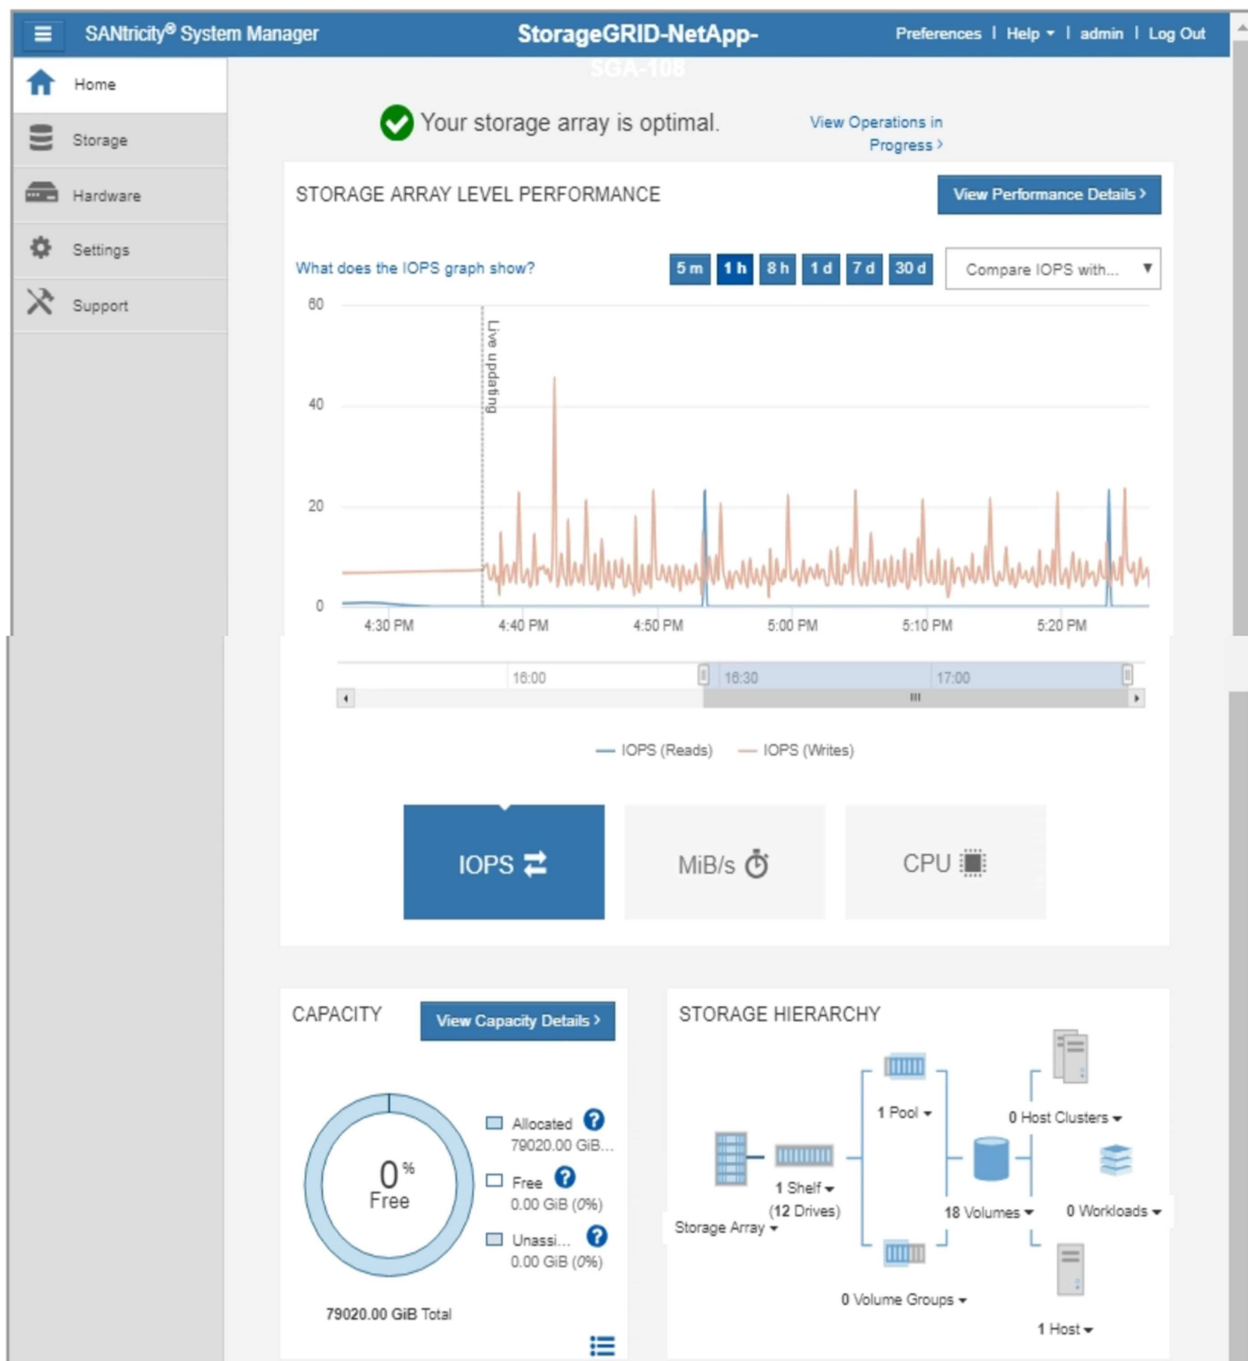 SANtricity® System Manager
StorageGRID-NetApp-
SGA-108
Preferences | Help | admin | Log Out
Home
Storage
Hardware
Settings
Support
Your storage array is optimal.
View Operations in
Progress >
STORAGE ARRAY LEVEL PERFORMANCE
View Performance Details >
What does the IOPS graph show?
5 m 1 h 8 h 1 d 7 d 30 d
Compare IOPS with...
60
40
20
0
Live updating
4:30 PM 4:40 PM 4:50 PM 5:00 PM 5:10 PM 5:20 PM
16:00 16:30 17:00
IOPS (Reads) IOPS (Writes)
IOPS
MiB/s
CPU
CAPACITY
View Capacity Details >
0%
Free
Allocated ?
79020.00 GiB...
Free ?
0.00 GiB (0%)
Unassi... ?
0.00 GiB (0%)
79020.00 GiB Total
STORAGE HIERARCHY
Storage Array
1 Shelf
(12 Drives)
1 Pool
0 Volume Groups
18 Volumes
0 Host Clusters
0 Workloads
1 Host